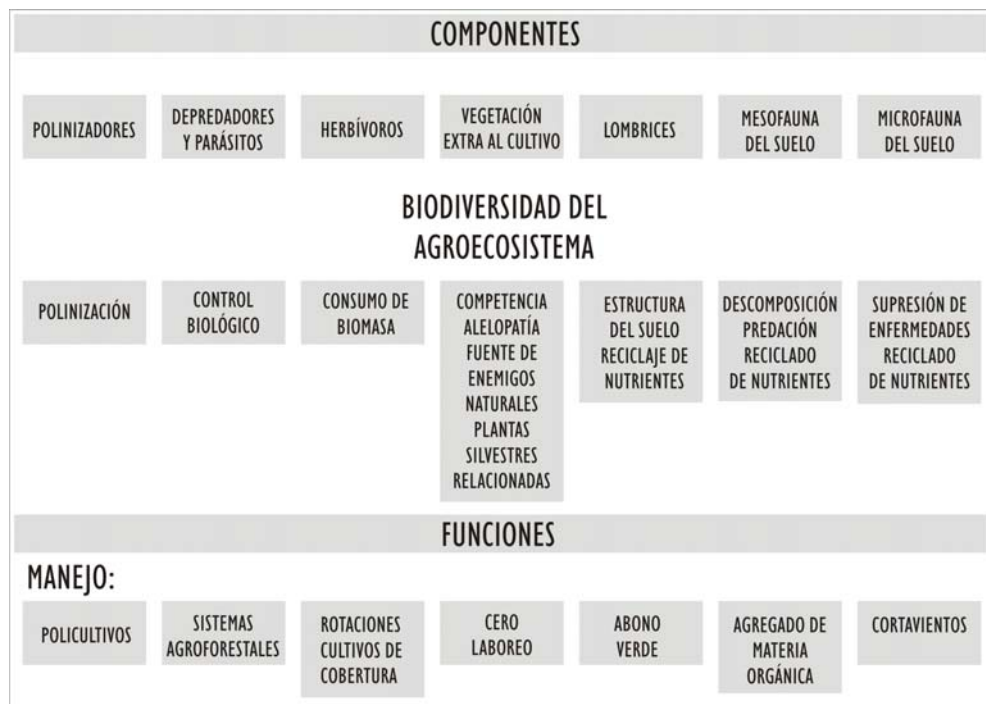 COMPONENTES
POLINIZADORES
DEPREDADORES
Y PARÁSITOS
HERBÍVOROS
VEGETACIÓN
EXTRA AL CULTIVO
LOMBRICES
MESOFAUNA
DEL SUELO
MICROFAUNA
DEL SUELO
BIODIVERSIDAD DEL
AGROECOSISTEMA
POLINIZACIÓN
CONTROL
BIOLÓGICO
CONSUMO DE
BIOMASA
COMPETENCIA
ALELOPATÍA
FUENTE DE
ENEMIGOS
NATURALES
PLANTAS
SILVESTRES
RELACIONADAS
ESTRUCTURA
DEL SUELO
RECICLAJE DE
NUTRIENTES
DESCOMPOSICIÓN
PREDACIÓN
RECICLADO
DE NUTRIENTES
SUPRESIÓN DE
ENFERMEDADES
RECICLADO
DE NUTRIENTES
FUNCIONES
MANEJO:
POLICULTIVOS
SISTEMAS
AGROFORESTALES
ROTACIONES
CULTIVOS DE
COBERTURA
CERO
LABOREO
ABONO
VERDE
AGREGADO DE
MATERIA
ORGÁNICA
CORTAVIENTOS